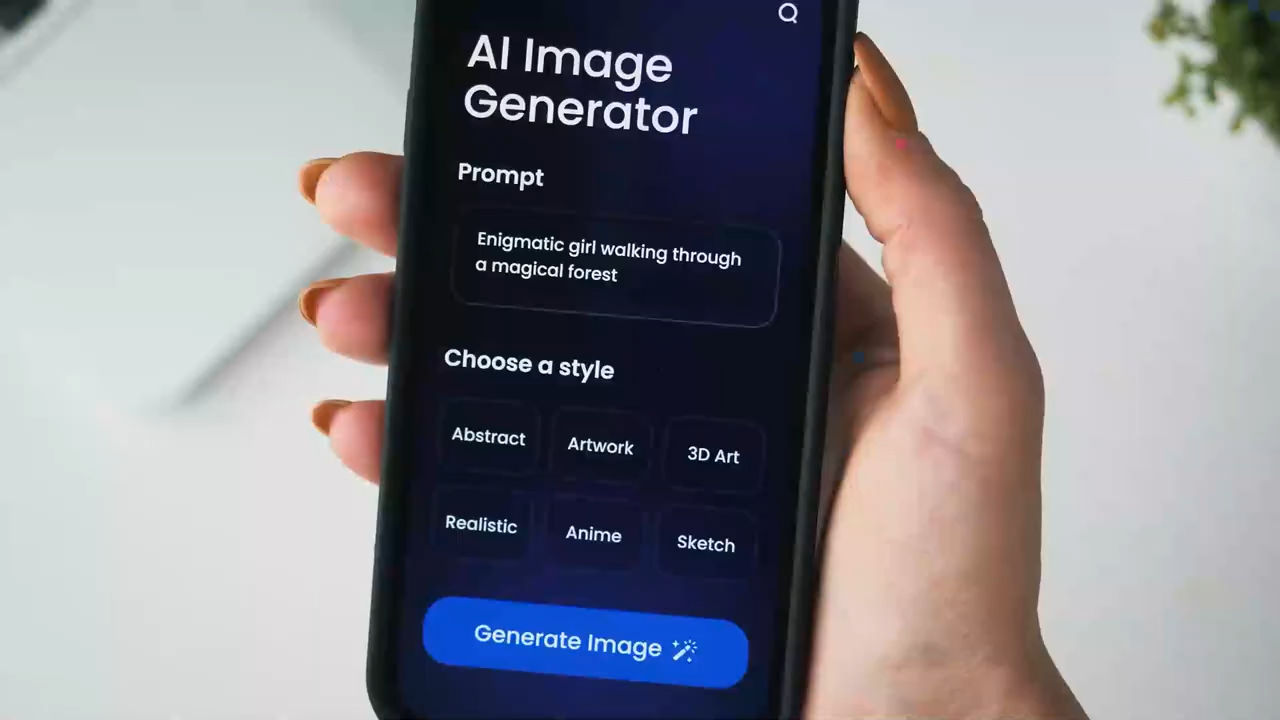 AI Image
Generator
Prompt
Enigmatic girl walking through
a magical forest
Choose a style
Abstract
Artwork
3D Art
Realistic
Anime
Sketch
Generate Image